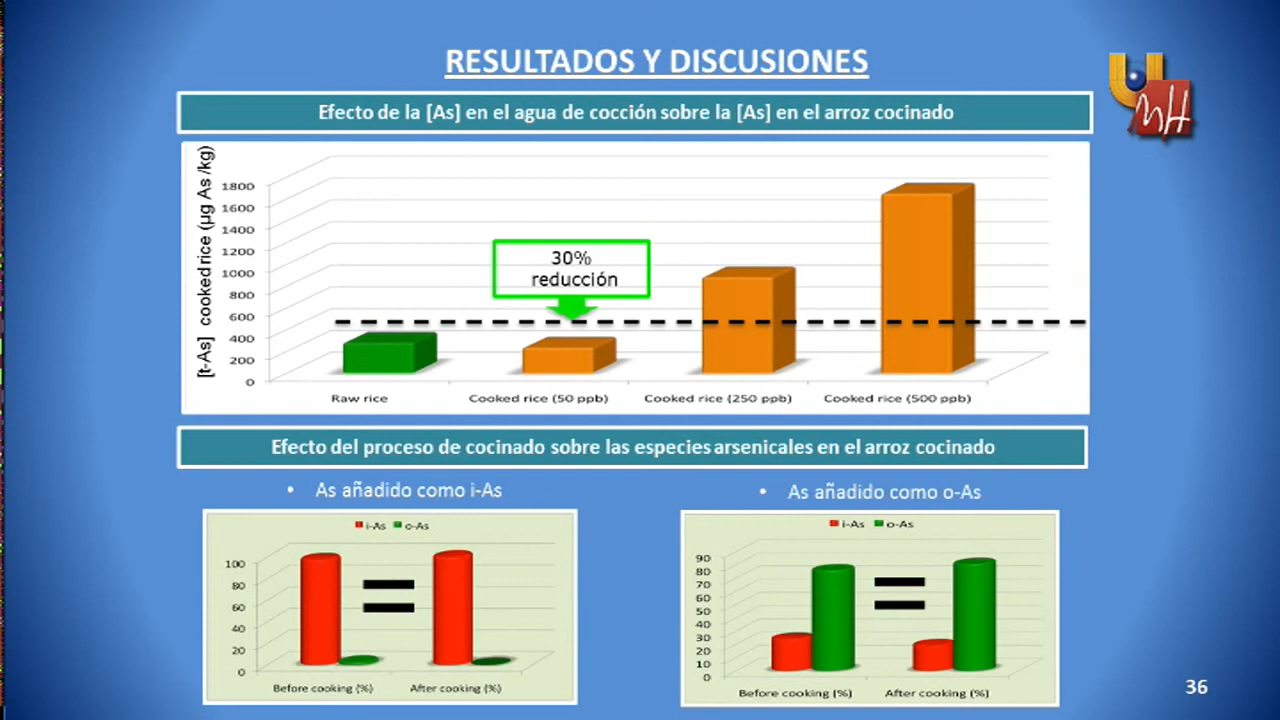 RESULTADOS Y DISCUSIONES
UMH
Efecto de la [As] en el agua de cocción sobre la [As] en el arroz cocinado
[t-As] cooked rice (µg As /kg)
1800
1600
1400
1200
1000
800
600
400
200
0
30%
reducción
Raw rice
Cooked rice (50 ppb)
Cooked rice (250 ppb)
Cooked rice (500 ppb)
Efecto del proceso de cocinado sobre las especies arsenicales en el arroz cocinado
• As añadido como i-As
i-As o-As
100
80
60
40
20
0
Before cooking (%)
After cooking (%)
• As añadido como o-As
i-As o-As
90
80
70
60
50
40
30
20
10
0
Before cooking (%)
After cooking (%)
36